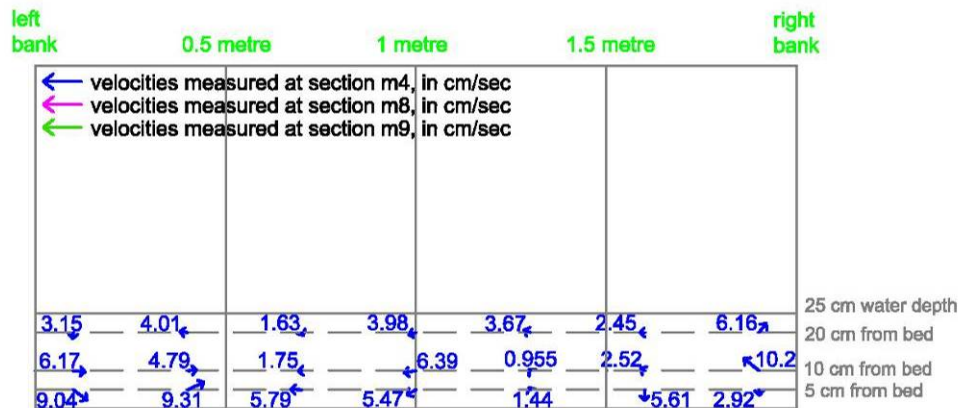 left bank
0.5 metre
1 metre
1.5 metre
right bank
velocities measured at section m4, in cm/sec
velocities measured at section m8, in cm/sec
velocities measured at section m9, in cm/sec
25 cm water depth
3.15 4.01 1.63 3.98 3.67 2.45 6.16
20 cm from bed
6.17 4.79 1.75 6.39 0.955 2.52 10.2
10 cm from bed
5 cm from bed
9.04 9.31 5.79 5.47 1.44 5.61 2.92